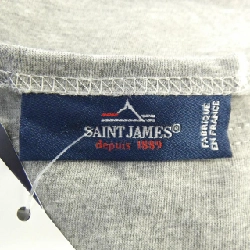 SAINT JAMES®
depuis 1889
FABRIQUÉ
EN FRANCE